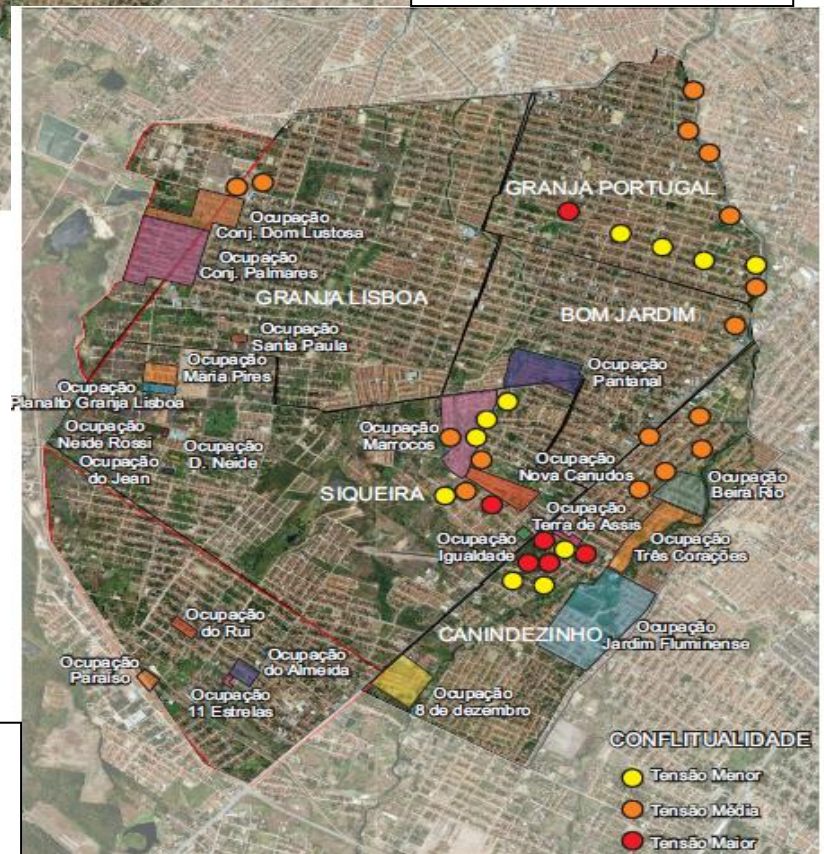 GRANJA PORTUGAL
Ocupação
Conj. Dom Lustosa
Ocupação
Conj. Palmares
GRANJA LISBOA
BOM JARDIM
Ocupação
Santa Paula
Ocupação
Maria Pires
Ocupação
Pantanal
Ocupação
Planalto Granja Lisboa
Ocupação
Neide Rossi
Ocupação
D. Neide
Ocupação
do Jean
Ocupação
Marrocos
Ocupação
Nova Canudos
Ocupação
Beira Rio
SIQUEIRA
Ocupação
Terra de Assis
Ocupação
Igualdade
Ocupação
Três Corações
CANINDEZINHO
Ocupação
Jardim Fluminense
Ocupação
do Rui
Ocupação
Paraíso
Ocupação
do Almeida
Ocupação
11 Estrelas
Ocupação
8 de dezembro
CONFLITUALIDADE
Tensão Menor
Tensão Média
Tensão Maior